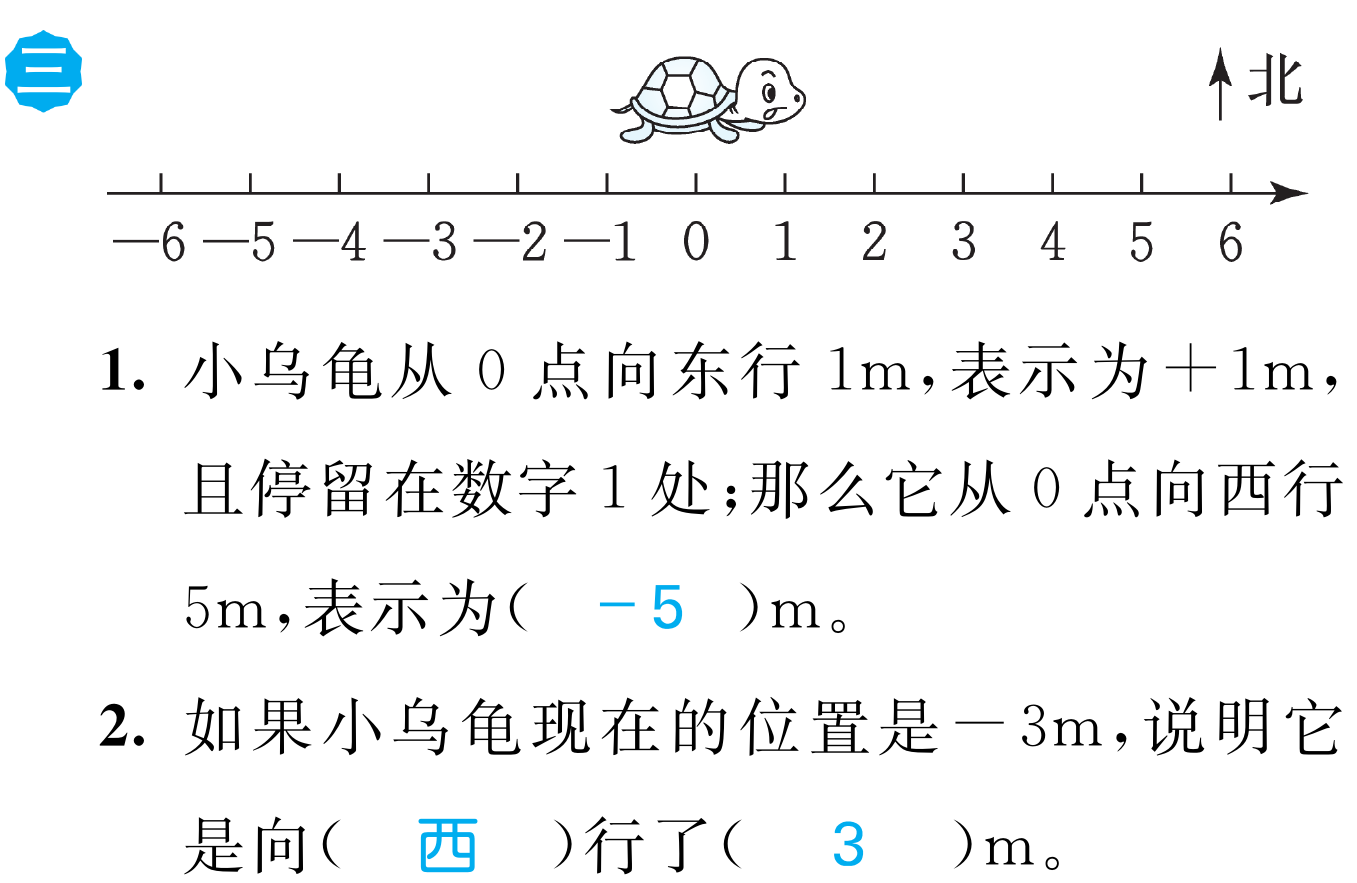 三
北
—6 —5 —4 —3 —2 —1 0 1 2 3 4 5 6
1. 小乌龟从 0 点向东行 1m,表示为+1m,
且停留在数字 1 处;那么它从 0 点向西行
5m,表示为( －5 )m。
2. 如果小乌龟现在的位置是－3m,说明它
是向( 西 )行了( 3 )m。